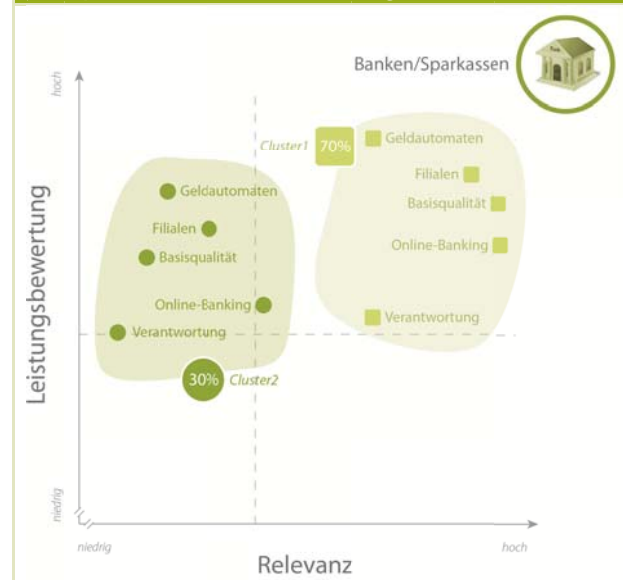 Banken/Sparkassen
hoch
Cluster1
70%
Geldautomaten
Filialen
Basisqualität
Online-Banking
Verantwortung
Geldautomaten
Filialen
Basisqualität
Online-Banking
Verantwortung
30%
Cluster2
Leistungsbewertung
niedrig
niedrig
Relevanz
hoch